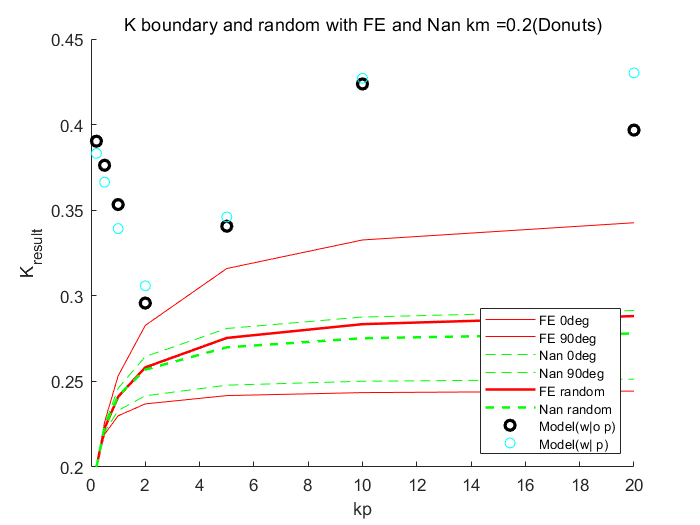 K boundary and random with FE and Nan km =0.2(Donuts)
0.45
0.4
0.35
0.3
0.25
0.2
K_result
FE 0deg
FE 90deg
Nan 0deg
Nan 90deg
FE random
Nan random
Model(w|o p)
Model(w| p)
0 2 4 6 8 10 12 14 16 18 20
kp